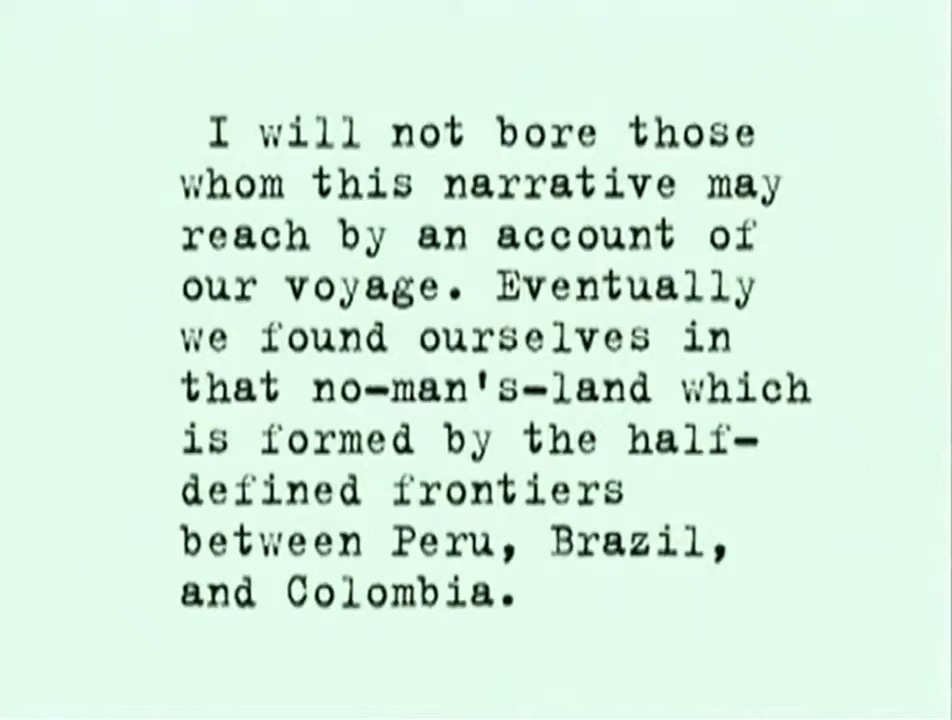 I will not bore those
whom this narrative may
reach by an account of
our voyage. Eventually
we found ourselves in
that no-man's-land which
is formed by the half-
defined frontiers
between Peru, Brazil,
and Colombia.